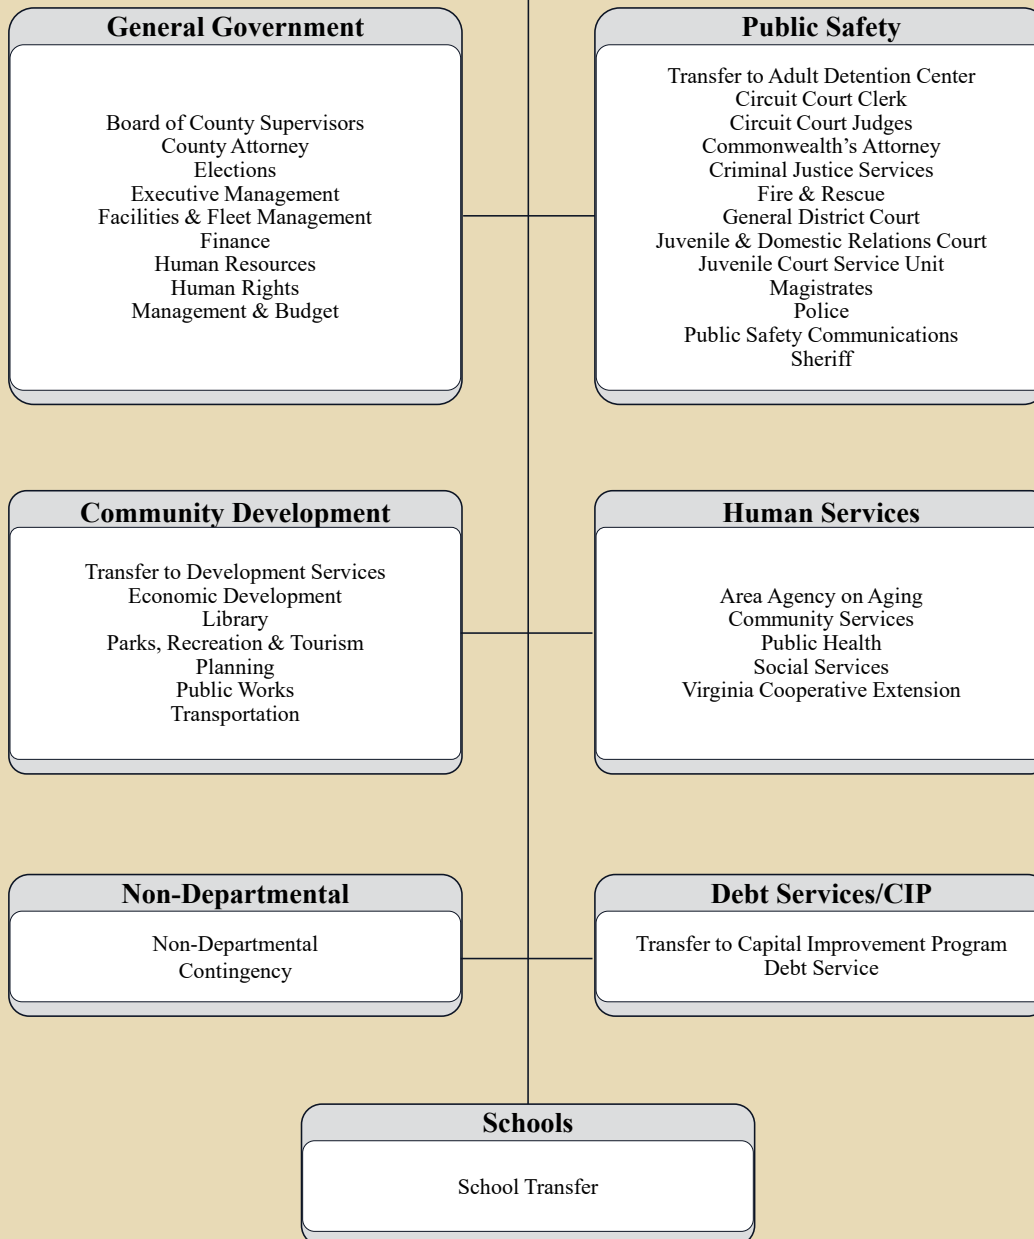 General Government
Board of County Supervisors
County Attorney
Elections
Executive Management
Facilities & Fleet Management
Finance
Human Resources
Human Rights
Management & Budget
Public Safety
Transfer to Adult Detention Center
Circuit Court Clerk
Circuit Court Judges
Commonwealth’s Attorney
Criminal Justice Services
Fire & Rescue
General District Court
Juvenile & Domestic Relations Court
Juvenile Court Service Unit
Magistrates
Police
Public Safety Communications
Sheriff
Community Development
Transfer to Development Services
Economic Development
Library
Parks, Recreation & Tourism
Planning
Public Works
Transportation
Human Services
Area Agency on Aging
Community Services
Public Health
Social Services
Virginia Cooperative Extension
Non-Departmental
Non-Departmental
Contingency
Debt Services/CIP
Transfer to Capital Improvement Program
Debt Service
Schools
School Transfer